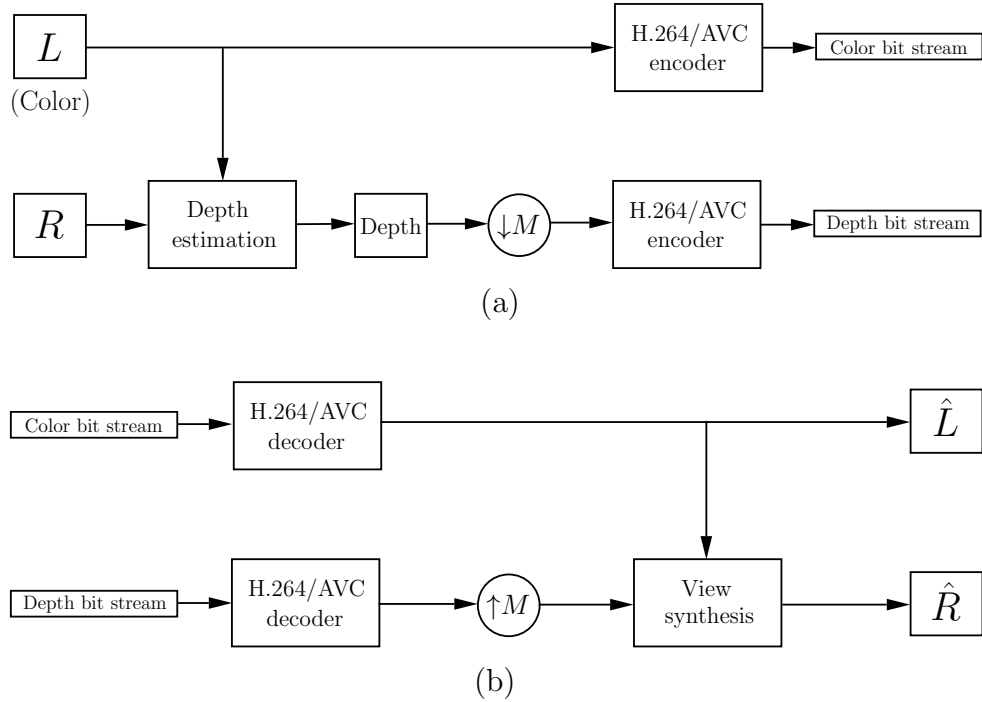 L
(Color)
H.264/AVC
encoder
Color bit stream
R
Depth
estimation
Depth
↓M
H.264/AVC
encoder
Depth bit stream
(a)
Color bit stream
H.264/AVC
decoder
L̂
Depth bit stream
H.264/AVC
decoder
↑M
View
synthesis
R̂
(b)